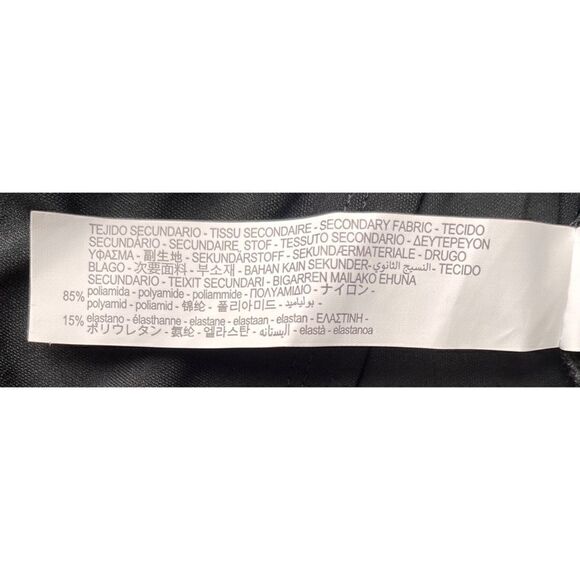 TEJIDO SECUNDARIO - TISSU SECONDAIRE - SECONDARY FABRIC - TECIDO
SECUNDÁRIO - SECUNDAIRE STOF - TESSUTO SECONDARIO - ΔΕΥΤΕΡΕΥΟΝ
ΥΦΑΣΜΑ - 副生地 - SEKUNDÄRSTOFF - SEKUNDÆRMATERIALE - DRUGO
BLAGO - 次要面料 - 부소재 - BAHAN KAIN SEKUNDER - النسيج الثانوي - TECIDO
SECUNDARIO - TEIXIT SECUNDARI - BIGARREN MAILAKO EHUNA
85% poliamida - polyamide - poliammide - ΠΟΛΥΑΜΙΔΙΟ - ナイロン -
polyamid - poliamid - 锦纶 - 폴리아미드 - بولياميد -
15% elastano - élasthanne - elastane - elastaan - elastan - ΕΛΑΣΤΙΝΗ -
ポリウレタン - 氨纶 - 엘라스탄 - البستانه - elastà - elastanoa